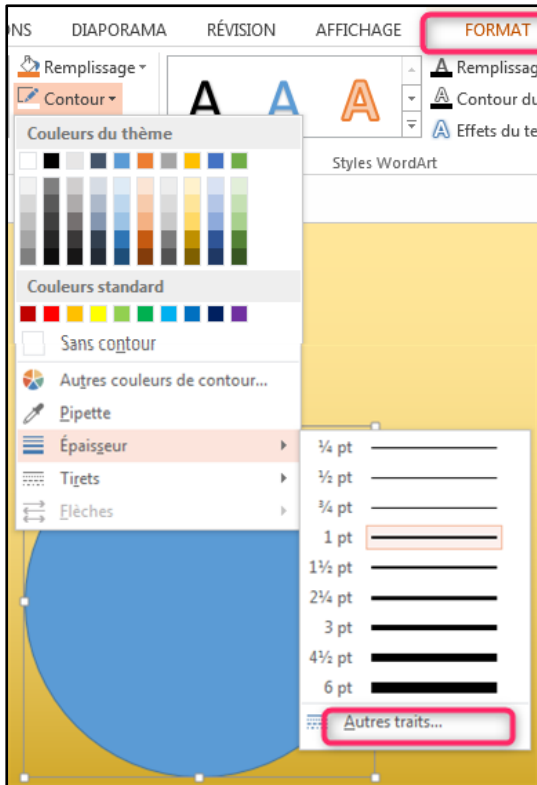 NS DIAPORAMA RÉVISION AFFICHAGE FORMAT
Remplissage
Contour
A A A
A Remplissag
A Contour du
A Effets du te
Styles WordArt
Couleurs du thème
Couleurs standard
Sans contour
Autres couleurs de contour...
Pipette
Épaisseur
Tirets
Flèches
¼ pt
½ pt
¾ pt
1 pt
1½ pt
2¼ pt
3 pt
4½ pt
6 pt
Autres traits...